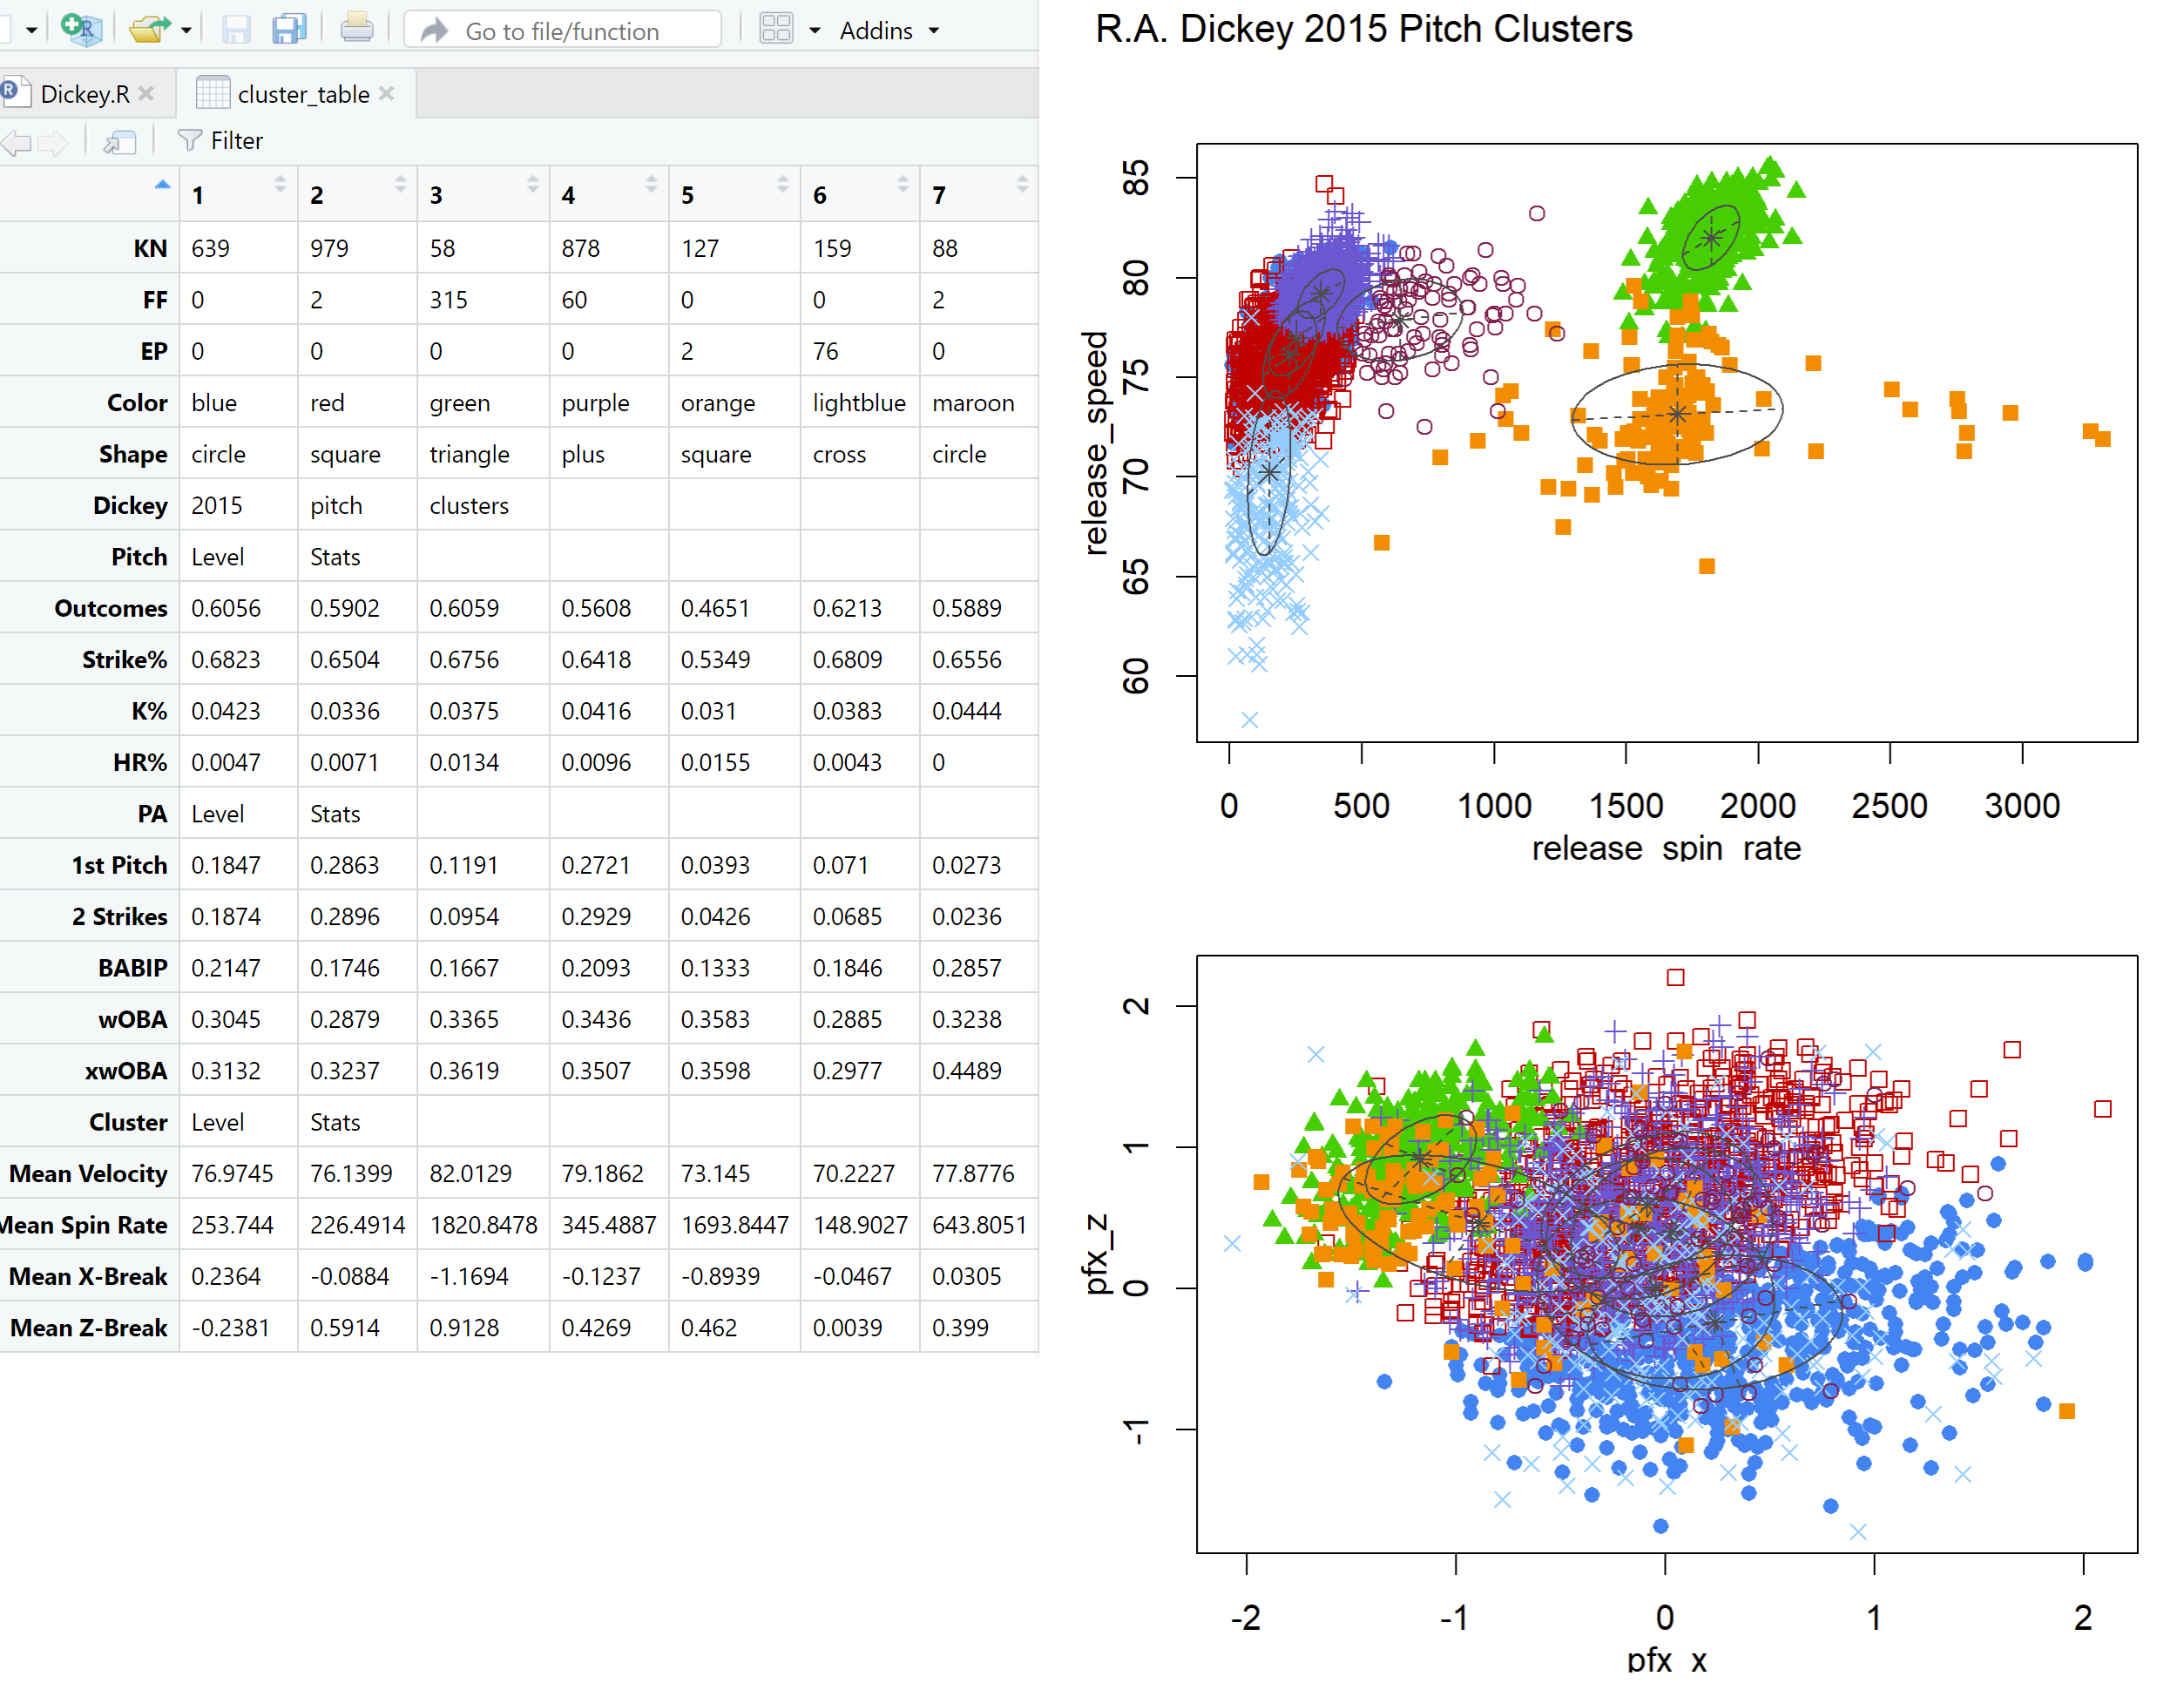 Go to file/function
Addins
R.A. Dickey 2015 Pitch Clusters
Dickey.R
cluster_table
Filter
1 2 3 4 5 6 7
KN 639 979 58 878 127 159 88
FF 0 2 315 60 0 0 2
EP 0 0 0 0 2 76 0
Color blue red green purple orange lightblue maroon
Shape circle square triangle plus square cross circle
Dickey 2015 pitch clusters
Pitch Level Stats
Outcomes 0.6056 0.5902 0.6059 0.5608 0.4651 0.6213 0.5889
Strike% 0.6823 0.6504 0.6756 0.6418 0.5349 0.6809 0.6556
K% 0.0423 0.0336 0.0375 0.0416 0.031 0.0383 0.0444
HR% 0.0047 0.0071 0.0134 0.0096 0.0155 0.0043 0
PA Level Stats
1st Pitch 0.1847 0.2863 0.1191 0.2721 0.0393 0.071 0.0273
2 Strikes 0.1874 0.2896 0.0954 0.2929 0.0426 0.0685 0.0236
BABIP 0.2147 0.1746 0.1667 0.2093 0.1333 0.1846 0.2857
wOBA 0.3045 0.2879 0.3365 0.3436 0.3583 0.2885 0.3238
xwOBA 0.3132 0.3237 0.3619 0.3507 0.3598 0.2977 0.4489
Cluster Level Stats
Mean Velocity 76.9745 76.1399 82.0129 79.1862 73.145 70.2227 77.8776
Mean Spin Rate 253.744 226.4914 1820.8478 345.4887 1693.8447 148.9027 643.8051
Mean X-Break 0.2364 -0.0884 -1.1694 -0.1237 -0.8939 -0.0467 0.0305
Mean Z-Break -0.2381 0.5914 0.9128 0.4269 0.462 0.0039 0.399
release_speed
85
80
75
70
65
60
0 500 1000 1500 2000 2500 3000
release_spin_rate
pfx_z
2
1
0
-1
-2 -1 0 1 2
pfx_x